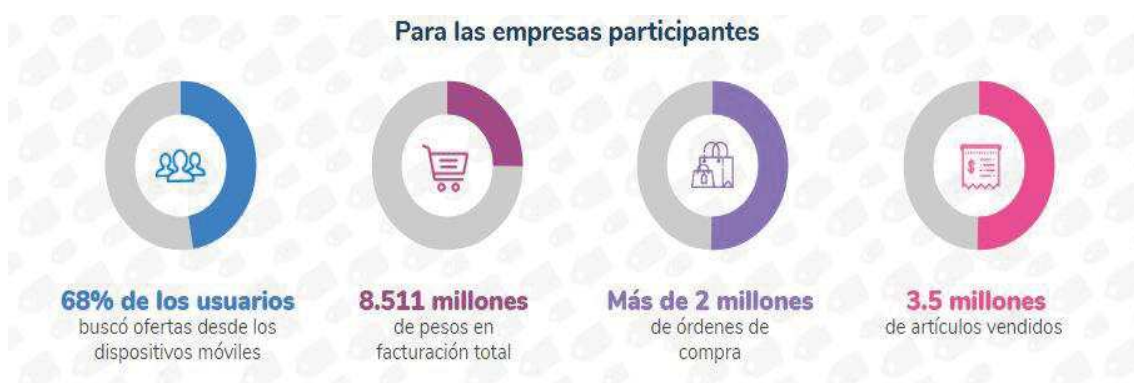 Para las empresas participantes
68% de los usuarios
buscó ofertas desde los
dispositivos móviles
8.511 millones
de pesos en
facturación total
Más de 2 millones
de órdenes de
compra
3.5 millones
de artículos vendidos
$